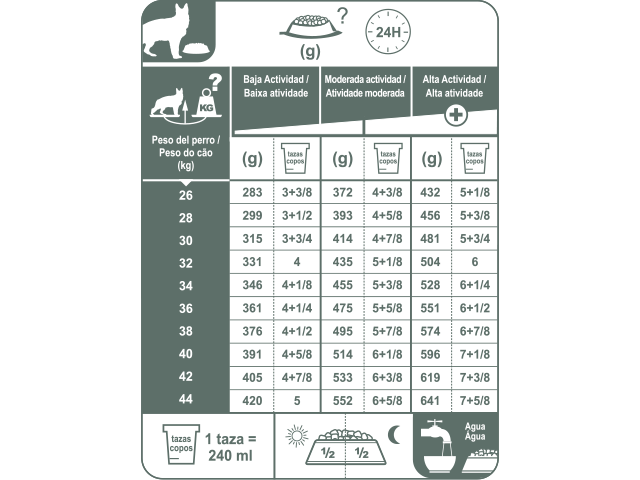 ?
24H
(g)
?
KG
Peso del perro /
Peso do cão
(kg)
Baja Actividad /
Baixa atividade
Moderada actividad /
Atividade moderada
Alta Actividad /
Alta atividade
+
(g) tazas copos (g) tazas copos (g) tazas copos
26 283 3+3/8 372 4+3/8 432 5+1/8
28 299 3+1/2 393 4+5/8 456 5+3/8
30 315 3+3/4 414 4+7/8 481 5+3/4
32 331 4 435 5+1/8 504 6
34 346 4+1/8 455 5+3/8 528 6+1/4
36 361 4+1/4 475 5+5/8 551 6+1/2
38 376 4+1/2 495 5+7/8 574 6+7/8
40 391 4+5/8 514 6+1/8 596 7+1/8
42 405 4+7/8 533 6+3/8 619 7+3/8
44 420 5 552 6+5/8 641 7+5/8
tazas
copos
1 taza =
240 ml
½ ½
Agua
Água